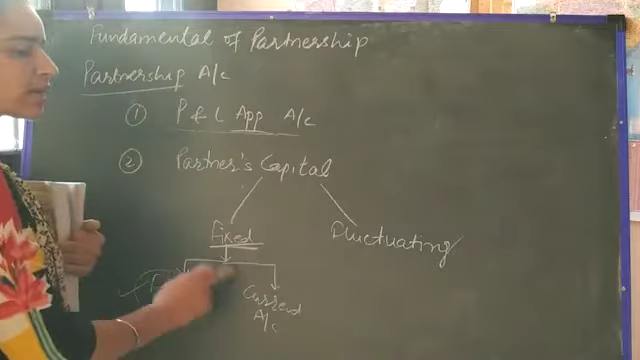 Fundamental of Partnership
Partnership A/c
① P & L App A/c
② Partner's Capital
Fixed
Fluctuating
Current
A/c